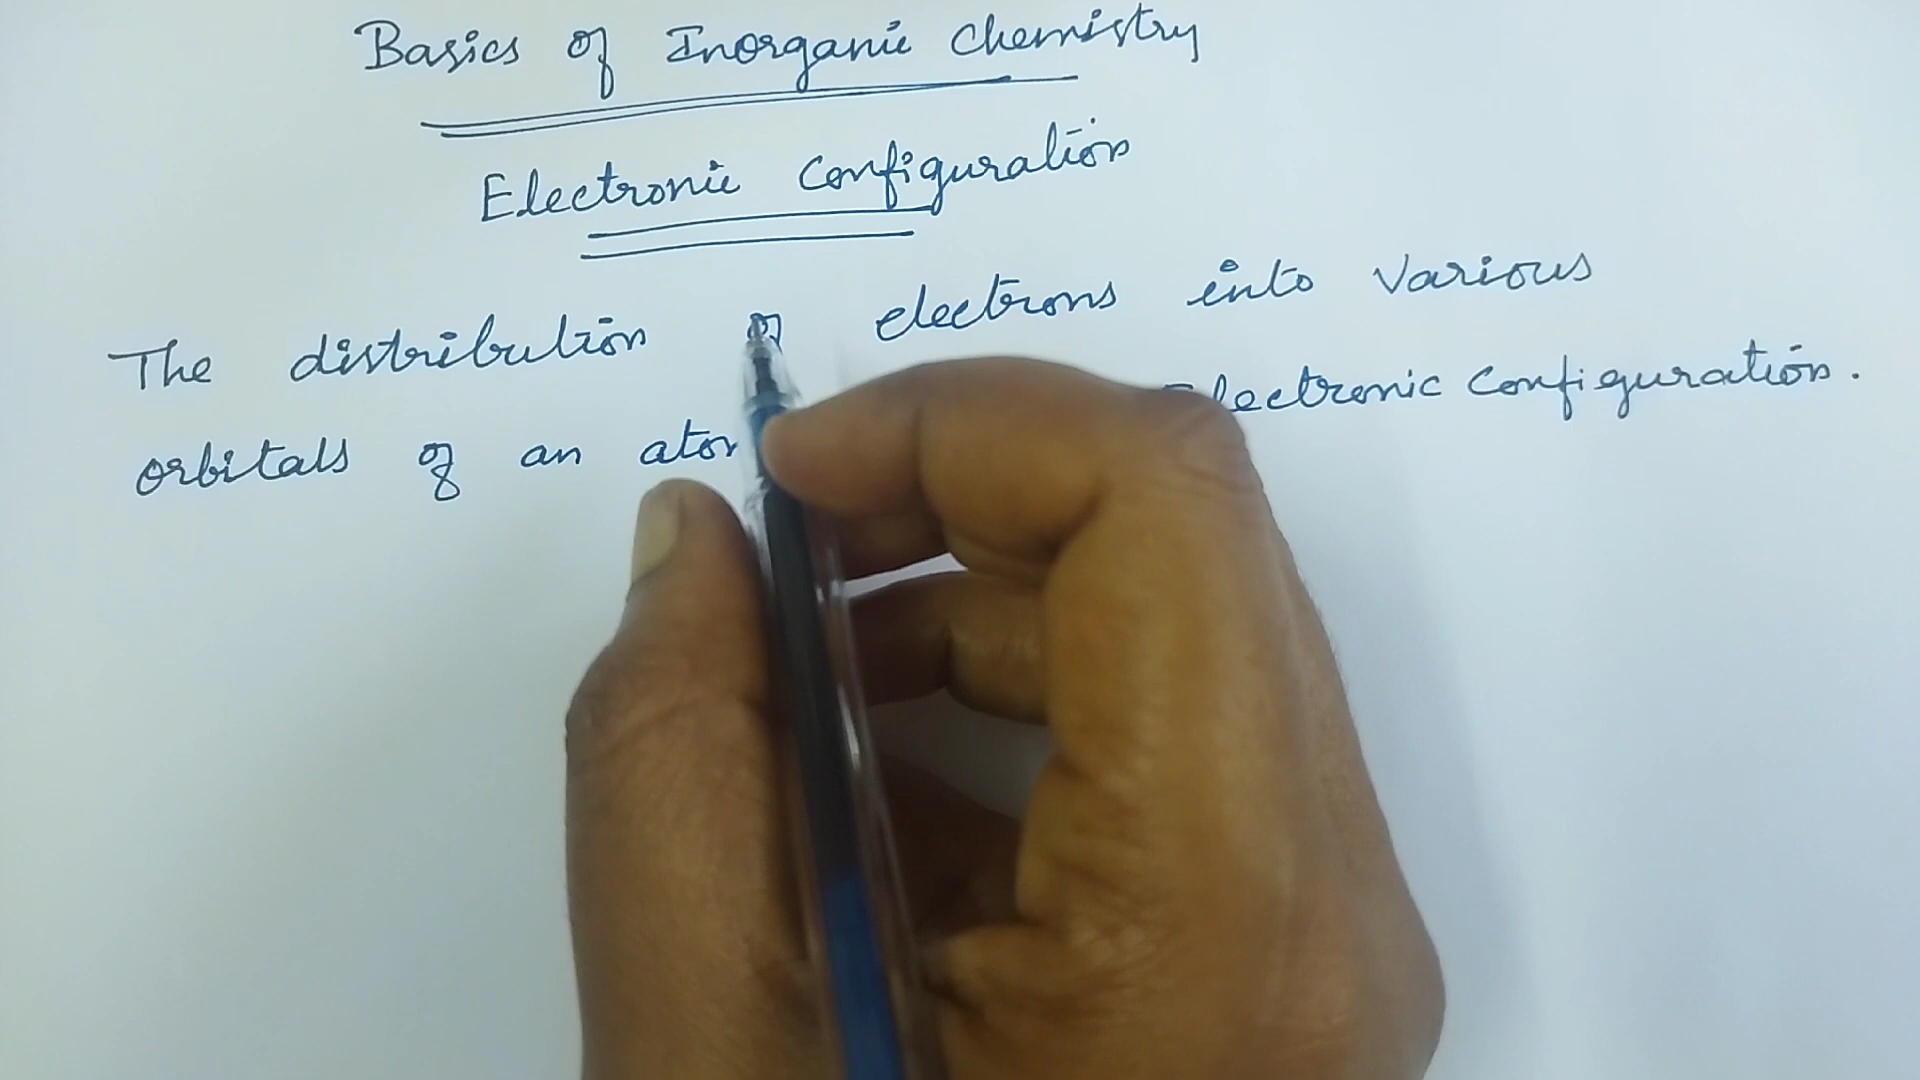 Basics of Inorganic Chemistry
Electronic Configuration
The distribution of electrons into various
orbitals of an Electronic Configuration.